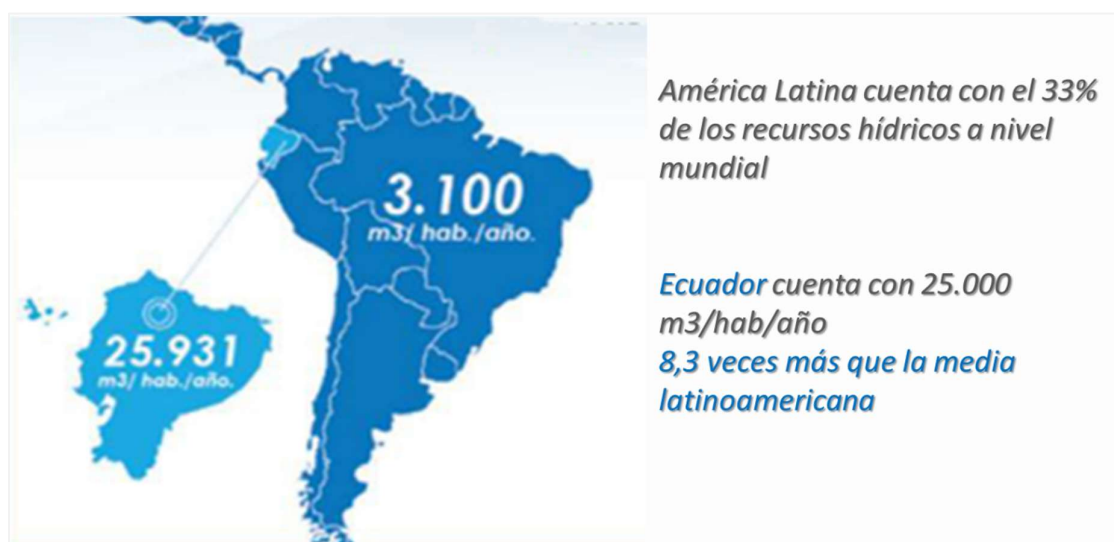 3.100
m3/ hab./año.
25.931
m3/ hab./año.
América Latina cuenta con el 33%
de los recursos hídricos a nivel
mundial
Ecuador cuenta con 25.000
m3/hab/año
8,3 veces más que la media
latinoamericana